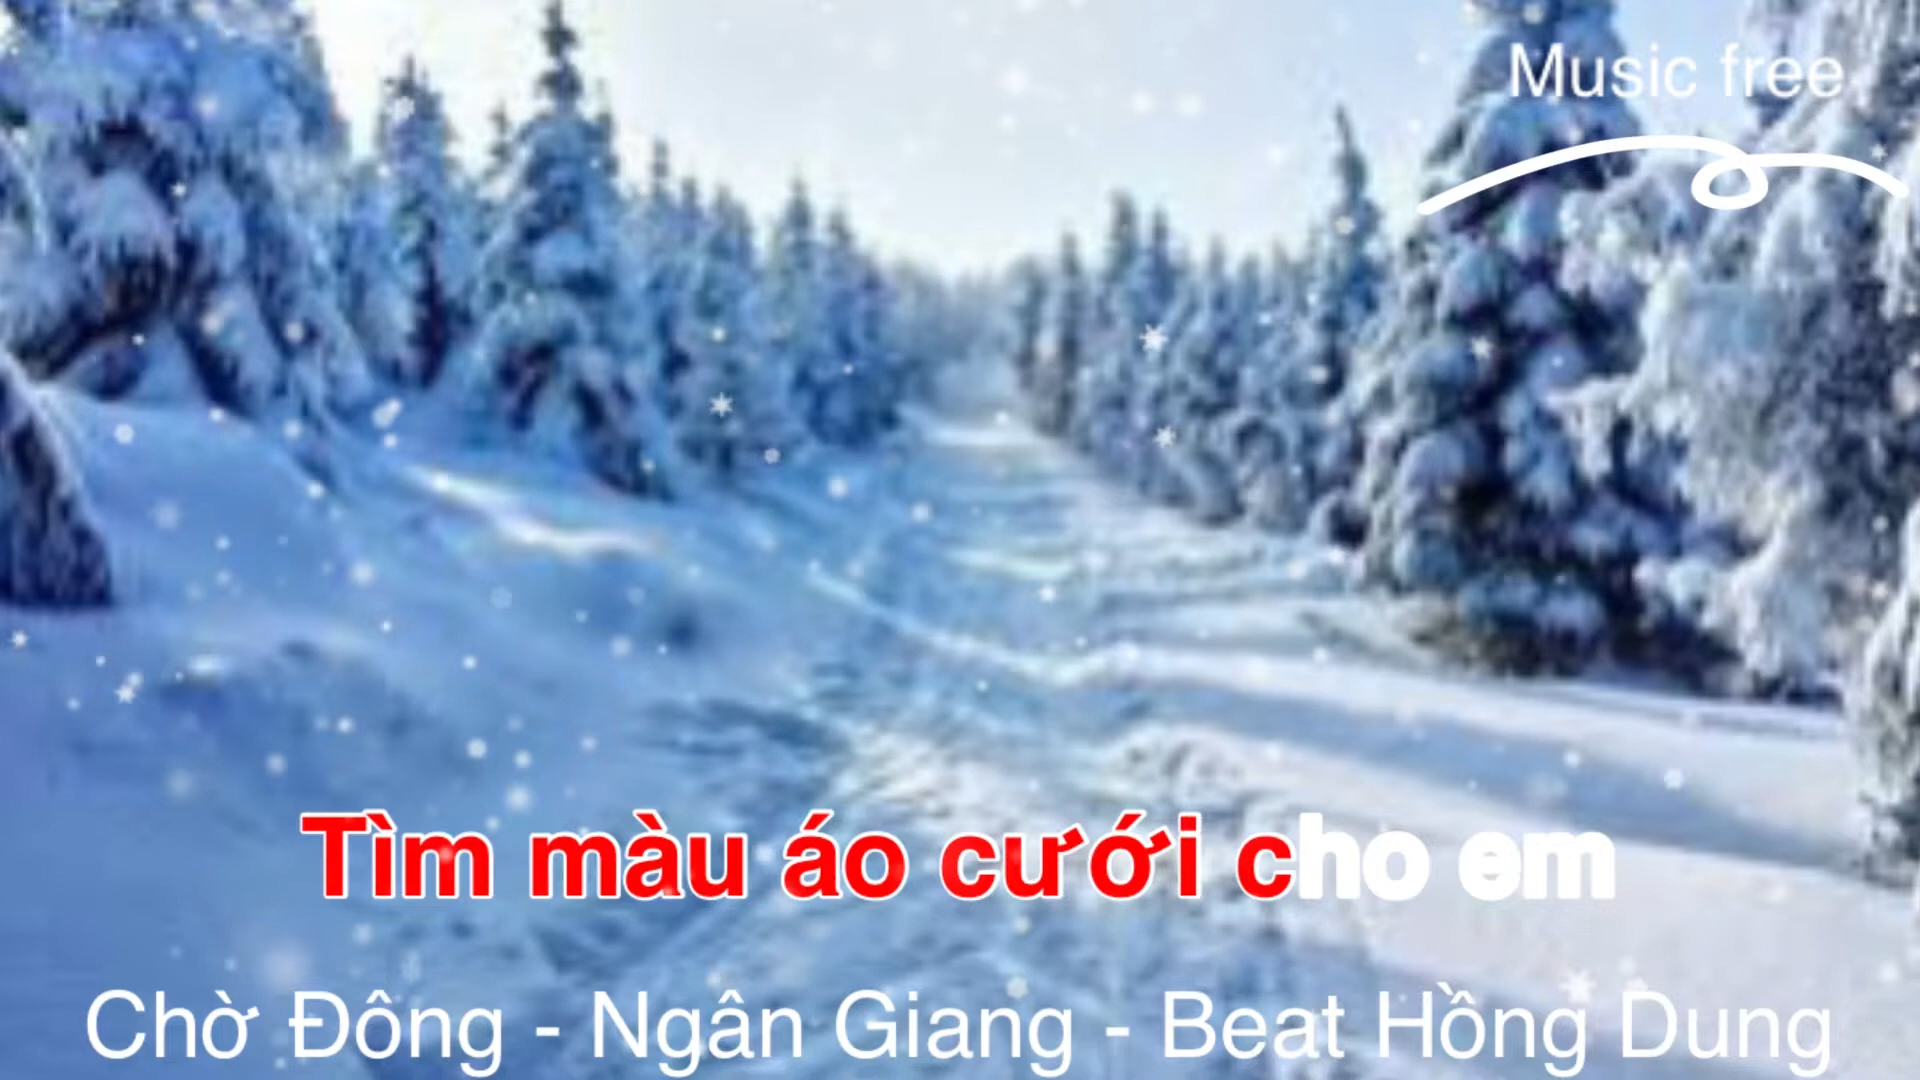 Music free
Tìm màu áo cưới cho em
Chờ Đông - Ngân Giang - Beat Hồng Dung